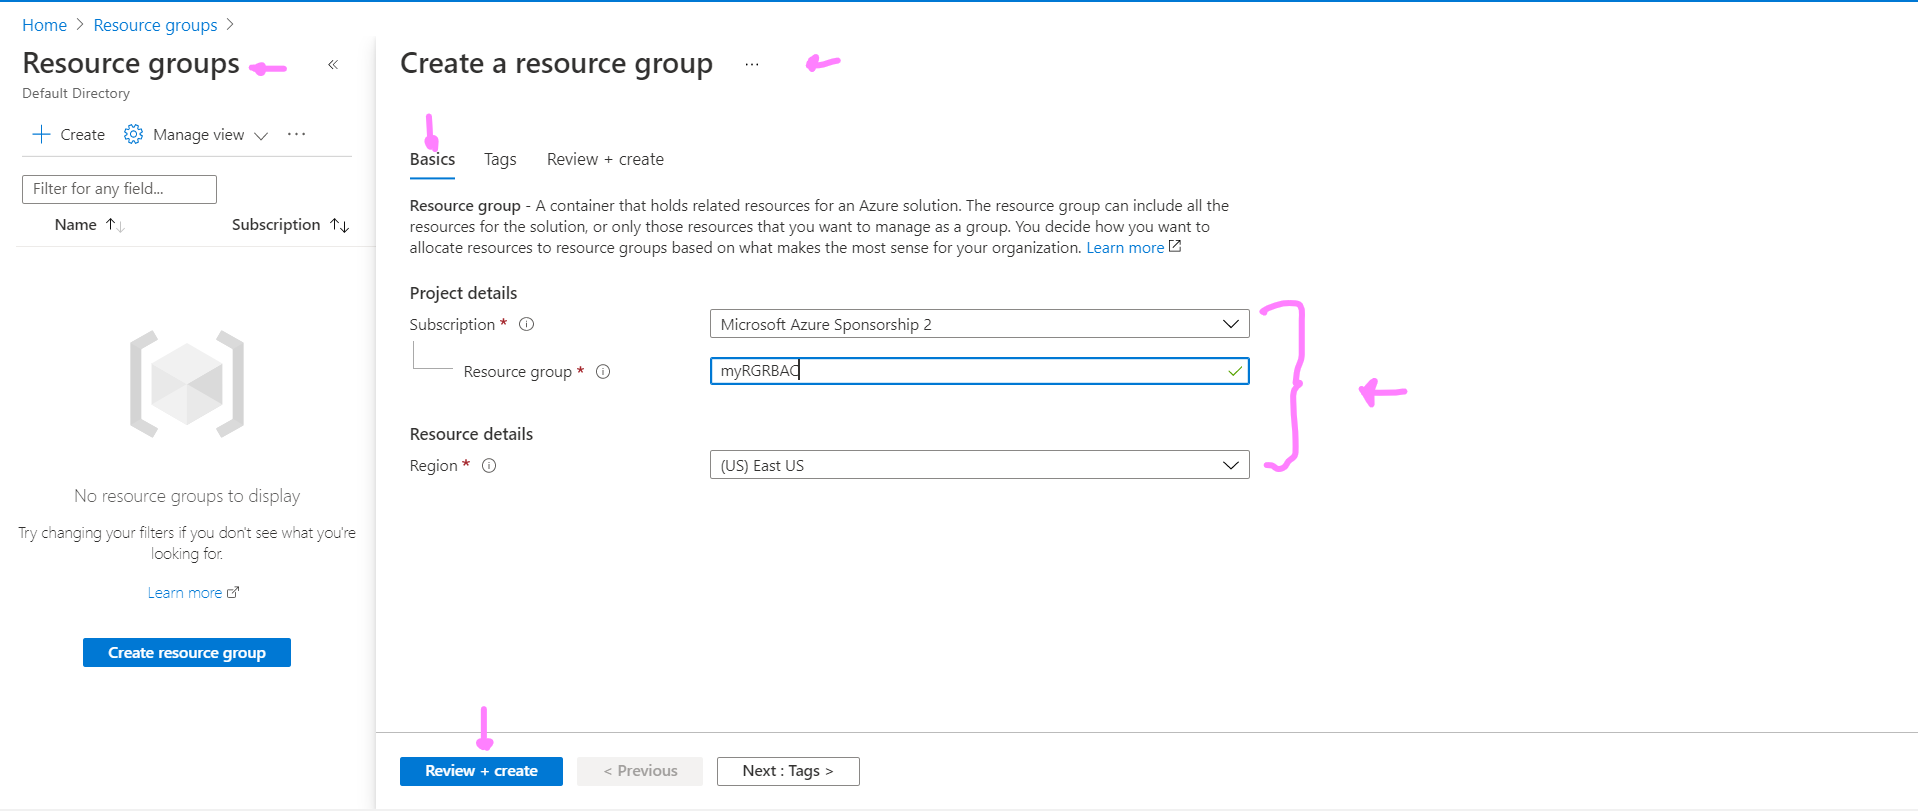 Home > Resource groups >
Resource groups «
Default Directory
+ Create Manage view ···
Filter for any field...
Name ↑↓ Subscription ↑↓
No resource groups to display
Try changing your filters if you don't see what you're
looking for.
Learn more
Create resource group
Create a resource group ···
Basics Tags Review + create
Resource group - A container that holds related resources for an Azure solution. The resource group can include all the
resources for the solution, or only those resources that you want to manage as a group. You decide how you want to
allocate resources to resource groups based on what makes the most sense for your organization. Learn more
Project details
Subscription * Microsoft Azure Sponsorship 2
Resource group * myRGRBAC
Resource details
Region * (US) East US
Review + create < Previous Next : Tags >